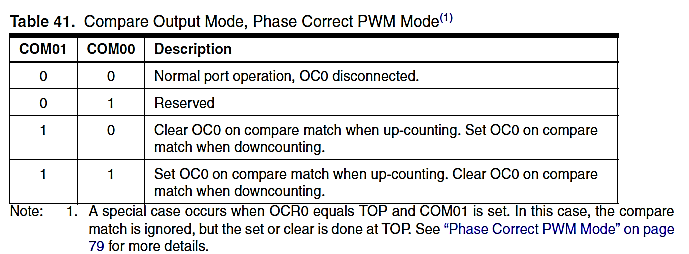 Table 41. Compare Output Mode, Phase Correct PWM Mode(1)
COM01 COM00 Description
0 0 Normal port operation, OC0 disconnected.
0 1 Reserved
1 0 Clear OC0 on compare match when up-counting. Set OC0 on compare
match when downcounting.
1 1 Set OC0 on compare match when up-counting. Clear OC0 on compare
match when downcounting.
Note: 1. A special case occurs when OCR0 equals TOP and COM01 is set. In this case, the compare
match is ignored, but the set or clear is done at TOP. See “Phase Correct PWM Mode” on page
79 for more details.